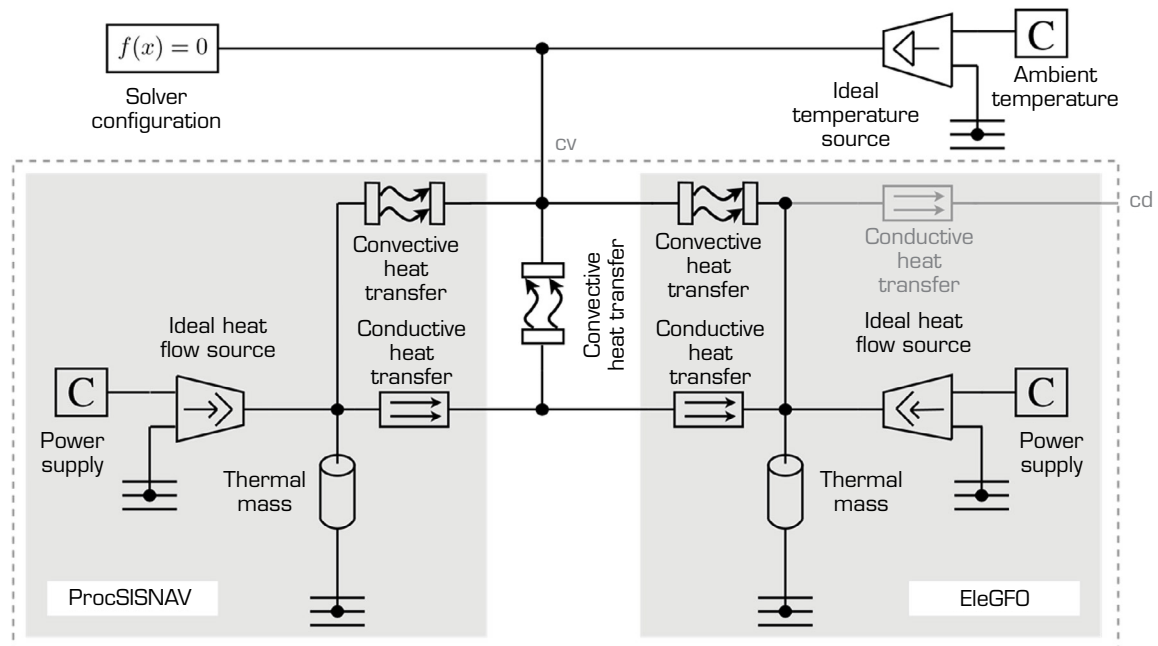 f(x) = 0
Solver
configuration
C
Ambient
temperature
Ideal
temperature
source
cv
cd
Convective
heat
transfer
Convective
heat transfer
Convective
heat
transfer
Conductive
heat
transfer
Ideal heat
flow source
Conductive
heat
transfer
Conductive
heat
transfer
Ideal heat
flow source
C
Power
supply
C
Power
supply
Thermal
mass
Thermal
mass
ProcSISNAV
EleGFO